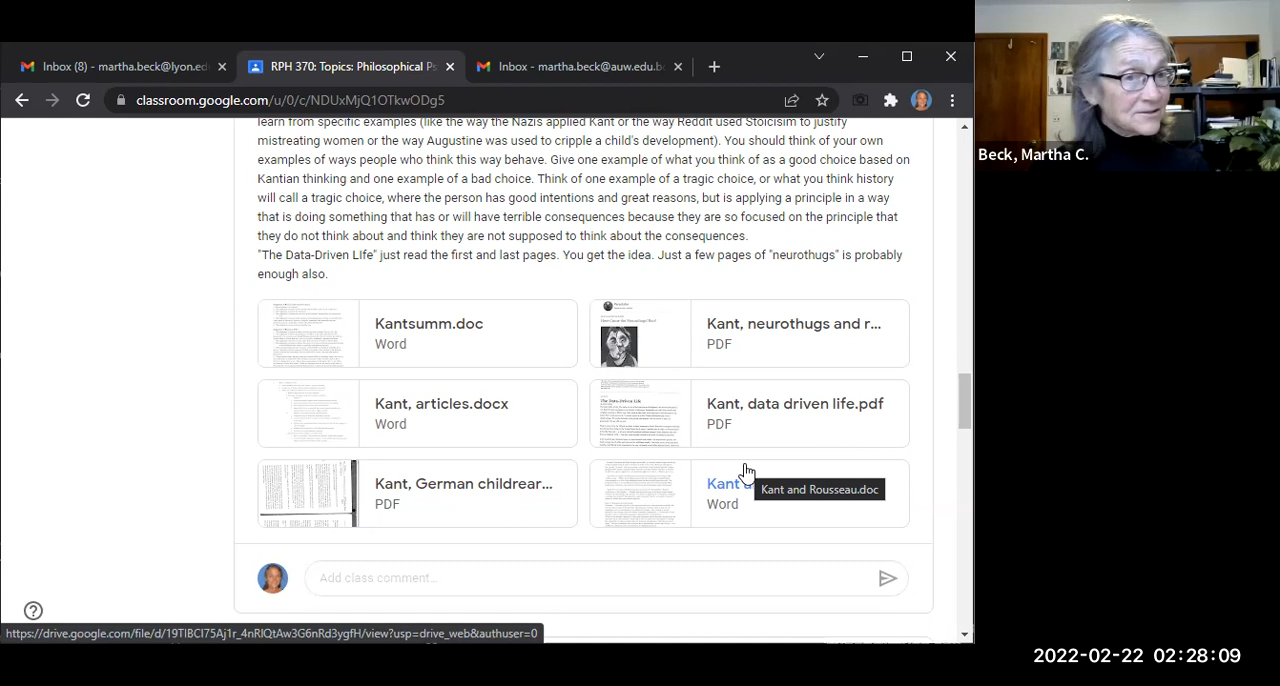 Inbox (8) - martha.beck@lyon.ed
RPH 370: Topics: Philosophical Ps
Inbox - martha.beck@auw.edu.b
classroom.google.com/u/0/c/NDUxMjQ1OTkwODg5
learn from specific examples (like the way the Nazis applied Kant or the way Reddit used Stoicism to justify
mistreating women or the way Augustine was used to cripple a child's development). You should think of your own
examples of ways people who think this way behave. Give one example of what you think of as a good choice based on
Kantian thinking and one example of a bad choice. Think of one example of a tragic choice, or what you think history
will call a tragic choice, where the person has good intentions and great reasons, but is applying a principle in a way
that is doing something that has or will have terrible consequences because they are so focused on the principle that
they do not think about and think they are not supposed to think about the consequences.
"The Data-Driven LIfe" just read the first and last pages. You get the idea. Just a few pages of "neurothugs" is probably
enough also.
Kantsumm.doc
Word
Kant, neurothugs and r...
PDF
Kant, articles.docx
Word
The Data-Driven Life
Kant, data driven life.pdf
PDF
Kant, German childrear...
PDF
Kant
Word
Kant and Rousseau.doc
Add class comment...
https://drive.google.com/file/d/19TlBCI75Aj1r_4nRlQtAw3G6nRd3ygfH/view?usp=drive_web&authuser=0
Beck, Martha C.
2022-02-22 02:28:09